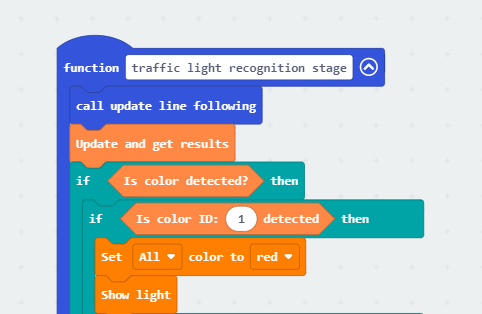 function traffic light recognition stage
call update line following
Update and get results
if Is color detected? then
if Is color ID: 1 detected then
Set All color to red
Show light